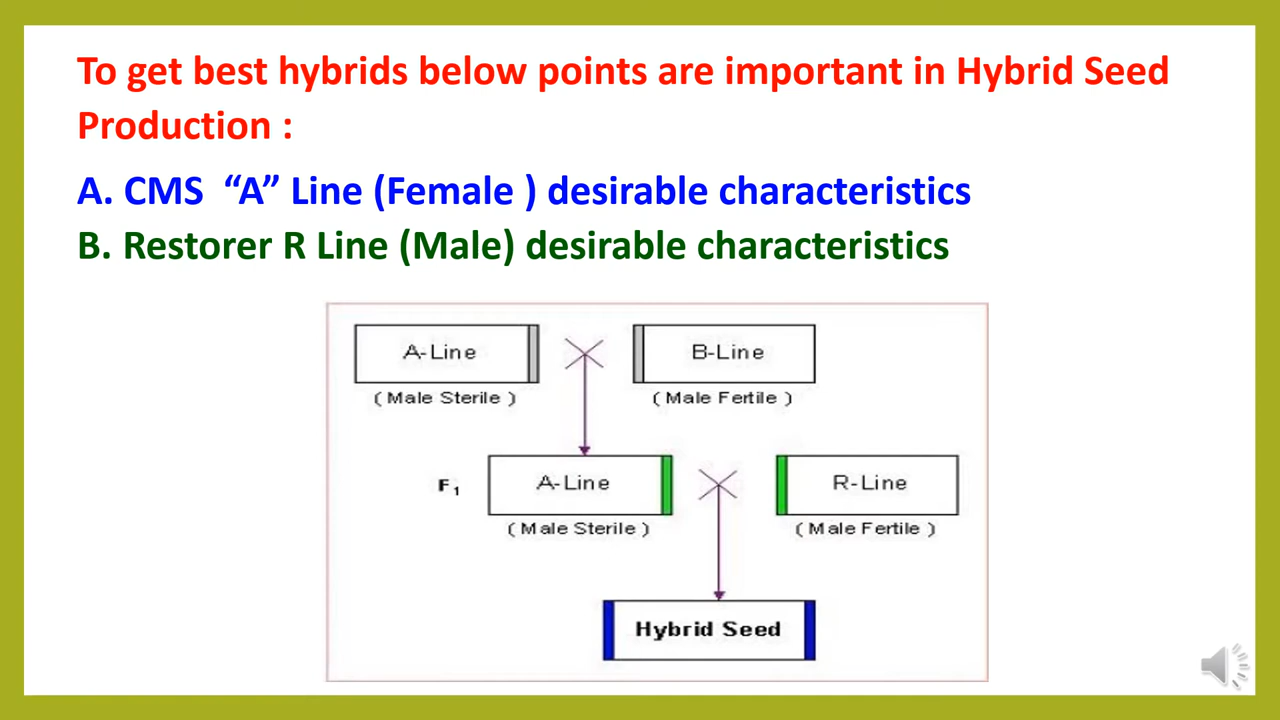 To get best hybrids below points are important in Hybrid Seed
Production :
A. CMS “A” Line (Female ) desirable characteristics
B. Restorer R Line (Male) desirable characteristics
A-Line
B-Line
( Male Sterile )
( Male Fertile )
F1
A-Line
R-Line
( Male Sterile )
( Male Fertile )
Hybrid Seed